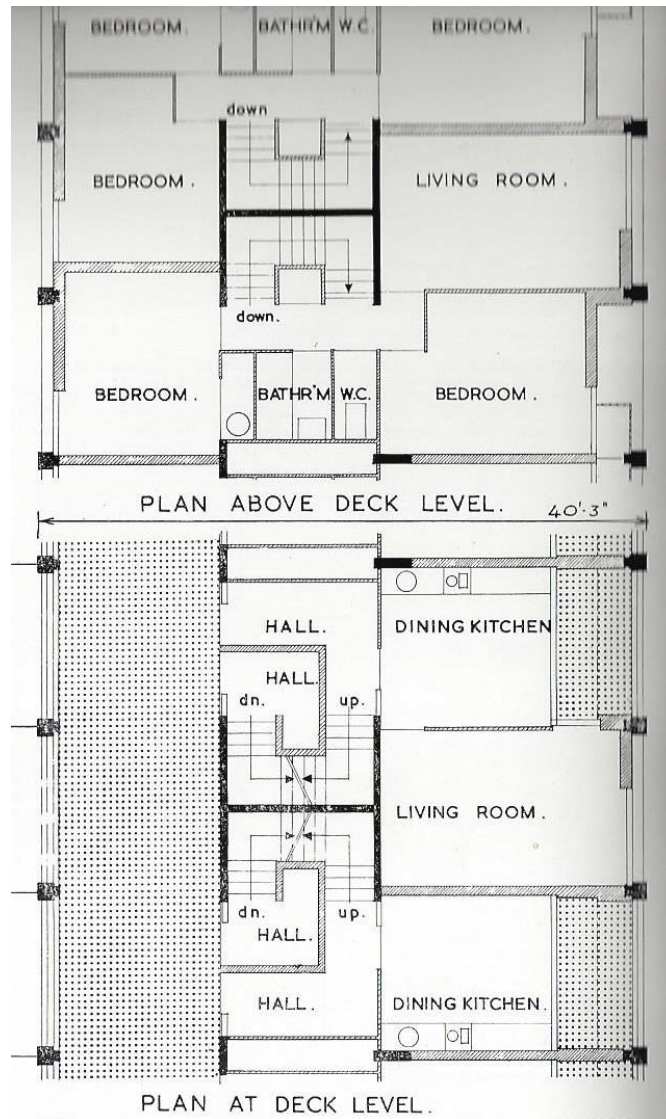 BEDROOM. BATHR'M W.C. BEDROOM.
down
BEDROOM. LIVING ROOM.
down.
BEDROOM. BATHR'M W.C. BEDROOM.
PLAN ABOVE DECK LEVEL. 40'-3"
HALL. DINING KITCHEN
HALL.
dn. up.
LIVING ROOM.
dn. up.
HALL.
HALL. DINING KITCHEN.
PLAN AT DECK LEVEL.